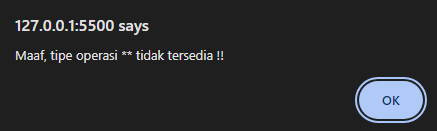 127.0.0.1:5500 says
Maaf, tipe operasi ** tidak tersedia !!
OK